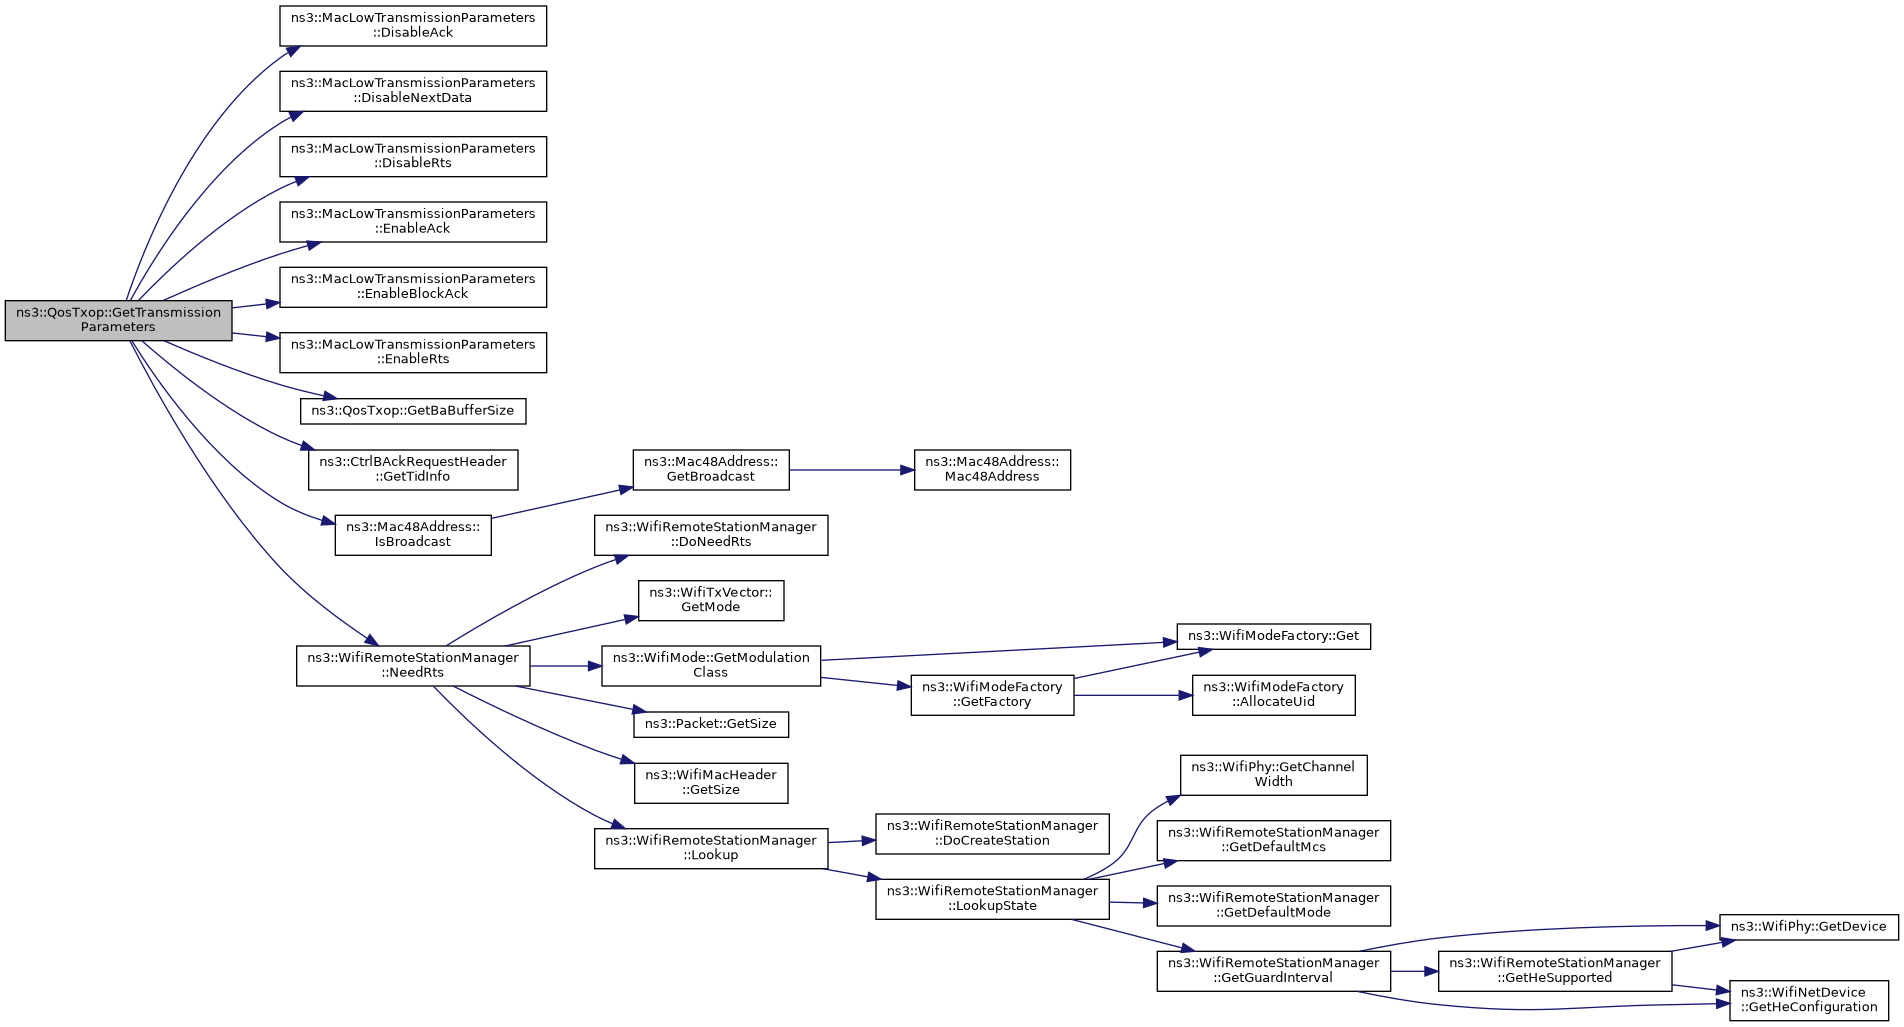 ns3::MacLowTransmissionParameters
::DisableAck
ns3::MacLowTransmissionParameters
::DisableNextData
ns3::MacLowTransmissionParameters
::DisableRts
ns3::MacLowTransmissionParameters
::EnableAck
ns3::MacLowTransmissionParameters
::EnableBlockAck
ns3::QosTxop::GetTransmission
Parameters
ns3::MacLowTransmissionParameters
::EnableRts
ns3::QosTxop::GetBaBufferSize
ns3::CtrlBAckRequestHeader
::GetTidInfo
ns3::Mac48Address::
GetBroadcast
ns3::Mac48Address::
Mac48Address
ns3::Mac48Address::
IsBroadcast
ns3::WifiRemoteStationManager
::DoNeedRts
ns3::WifiTxVector::
GetMode
ns3::WifiRemoteStationManager
::NeedRts
ns3::WifiMode::GetModulation
Class
ns3::WifiModeFactory::Get
ns3::WifiModeFactory
::GetFactory
ns3::WifiModeFactory
::AllocateUid
ns3::Packet::GetSize
ns3::WifiMacHeader
::GetSize
ns3::WifiPhy::GetChannel
Width
ns3::WifiRemoteStationManager
::Lookup
ns3::WifiRemoteStationManager
::DoCreateStation
ns3::WifiRemoteStationManager
::GetDefaultMcs
ns3::WifiRemoteStationManager
::LookupState
ns3::WifiRemoteStationManager
::GetDefaultMode
ns3::WifiRemoteStationManager
::GetGuardInterval
ns3::WifiRemoteStationManager
::GetHeSupported
ns3::WifiPhy::GetDevice
ns3::WifiNetDevice
::GetHeConfiguration